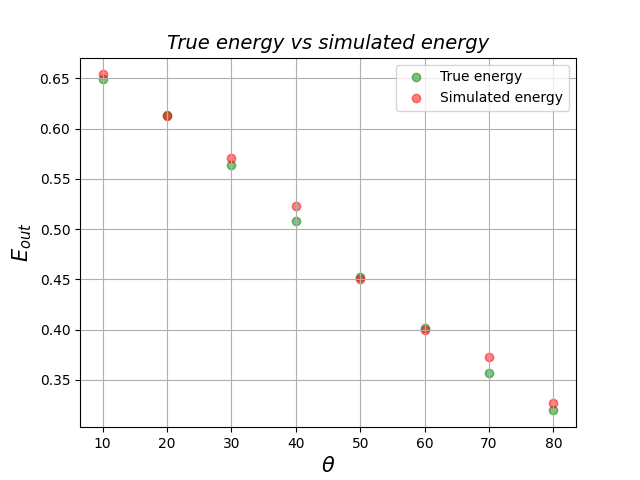 True energy vs simulated energy
True energy
Simulated energy
E_out
0.65
0.60
0.55
0.50
0.45
0.40
0.35
10 20 30 40 50 60 70 80
θ